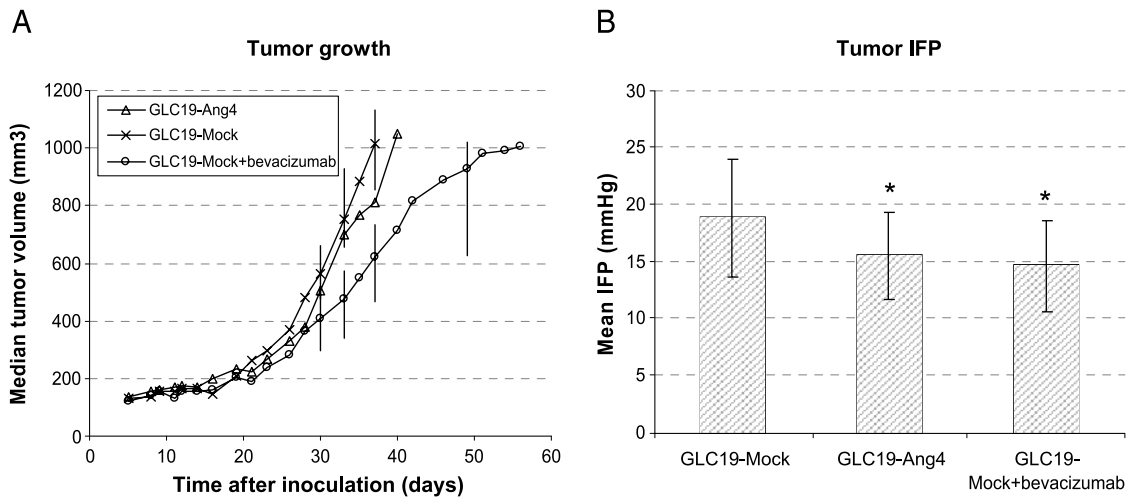 A
Tumor growth
1200
1000
800
600
400
200
0
Median tumor volume (mm3)
GLC19-Ang4
GLC19-Mock
GLC19-Mock+bevacizumab
0 10 20 30 40 50 60
Time after inoculation (days)
B
Tumor IFP
30
25
20
15
10
5
0
Mean IFP (mmHg)
*
*
GLC19-Mock
GLC19-Ang4
GLC19-
Mock+bevacizumab